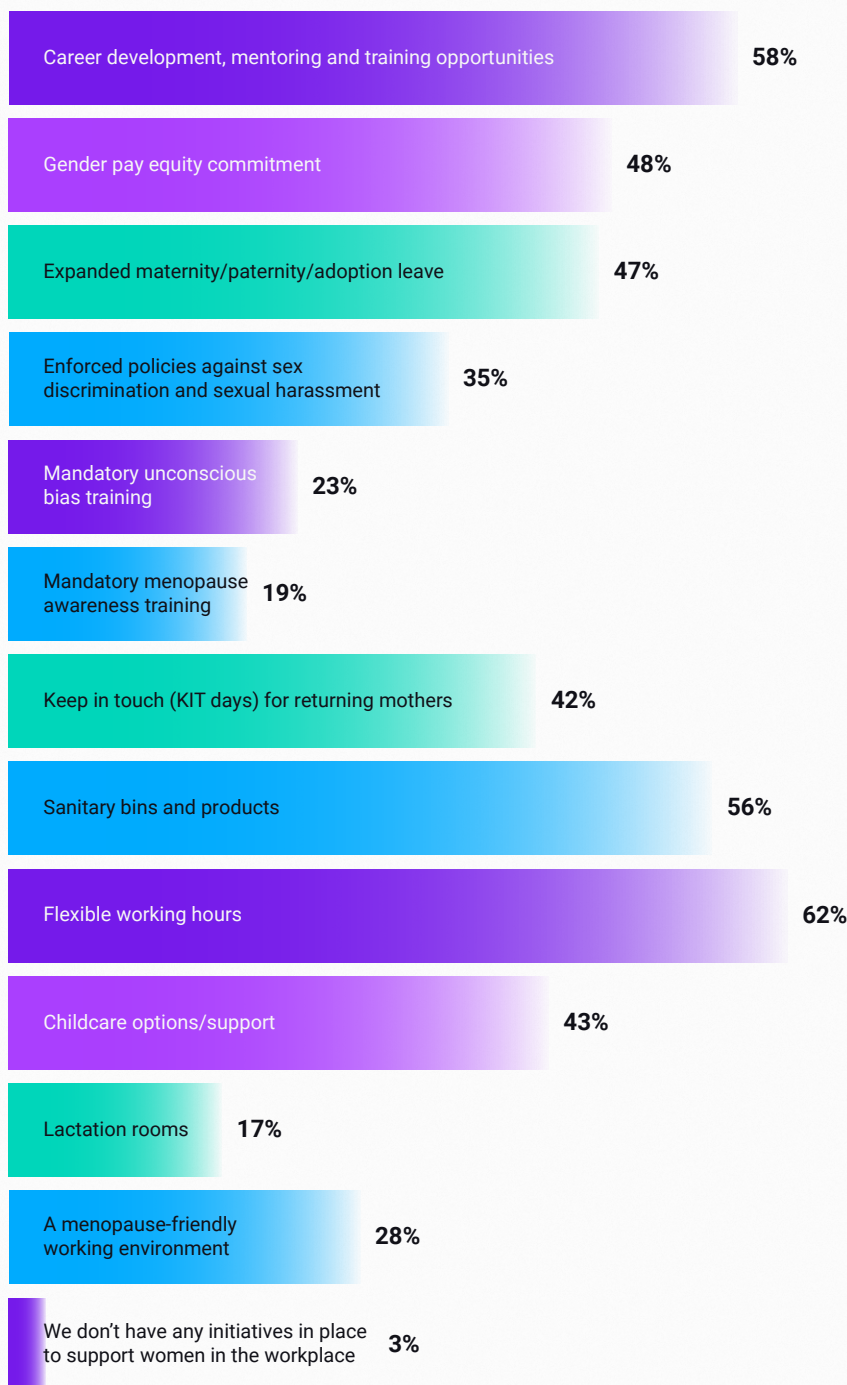 Career development, mentoring and training opportunities 58%
Gender pay equity commitment 48%
Expanded maternity/paternity/adoption leave 47%
Enforced policies against sex
discrimination and sexual harassment 35%
Mandatory unconscious
bias training 23%
Mandatory menopause
awareness training 19%
Keep in touch (KIT days) for returning mothers 42%
Sanitary bins and products 56%
Flexible working hours 62%
Childcare options/support 43%
Lactation rooms 17%
A menopause-friendly
working environment 28%
We don’t have any initiatives in place
to support women in the workplace 3%